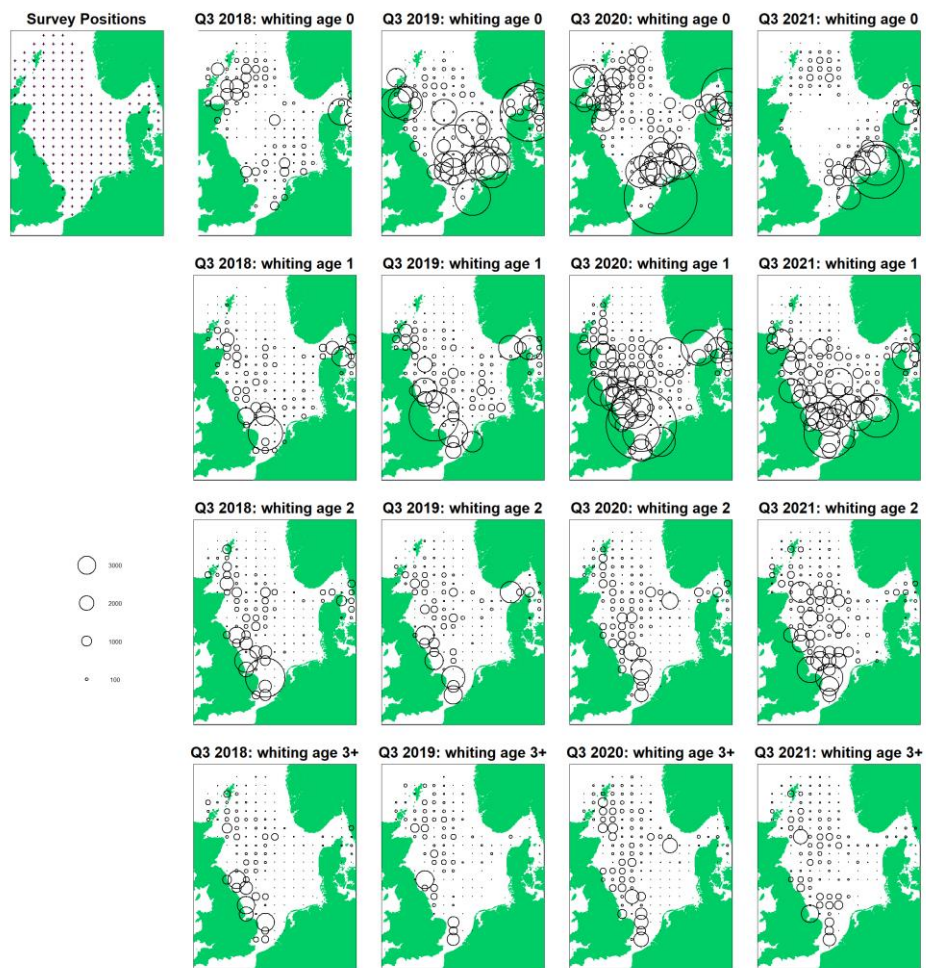 Survey Positions
Q3 2018: whiting age 0
Q3 2019: whiting age 0
Q3 2020: whiting age 0
Q3 2021: whiting age 0
Q3 2018: whiting age 1
Q3 2019: whiting age 1
Q3 2020: whiting age 1
Q3 2021: whiting age 1
Q3 2018: whiting age 2
Q3 2019: whiting age 2
Q3 2020: whiting age 2
Q3 2021: whiting age 2
3000
2000
1000
100
Q3 2018: whiting age 3+
Q3 2019: whiting age 3+
Q3 2020: whiting age 3+
Q3 2021: whiting age 3+